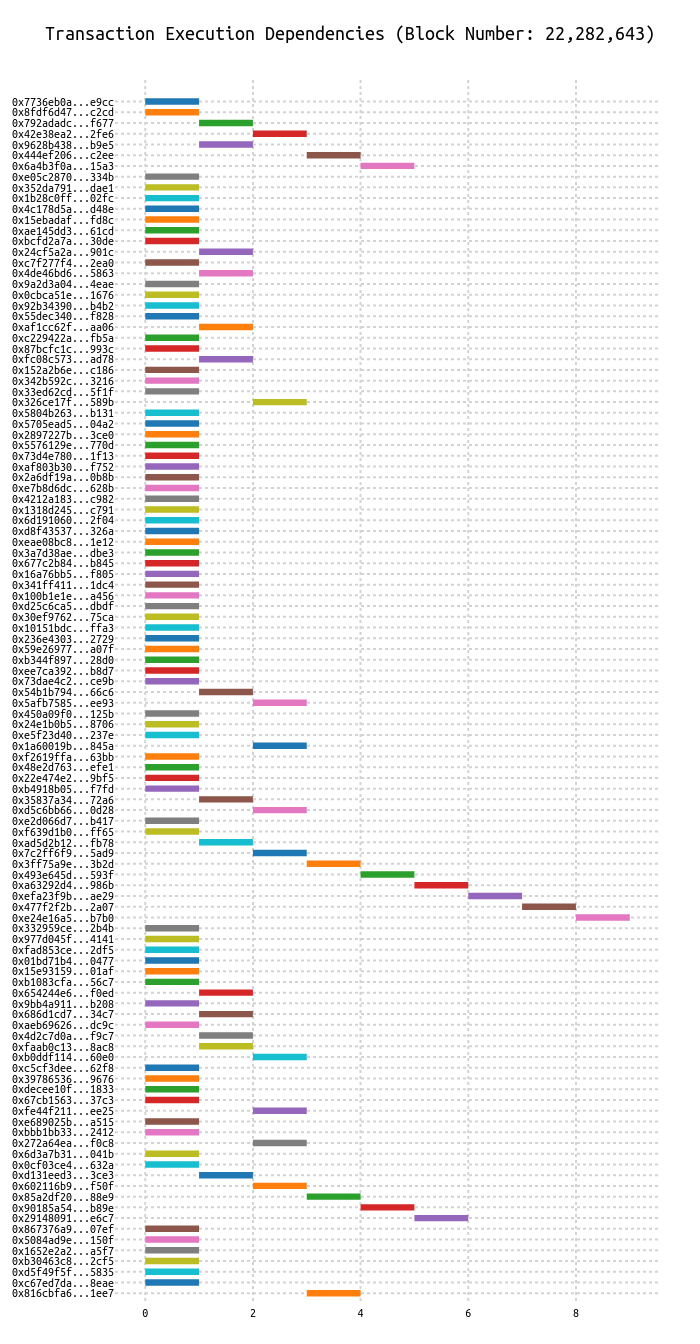 Transaction Execution Dependencies (Block Number: 22,282,643)
0x7736eb0a...e9cc
0x8fdf6d47...c2cd
0x792adadc...f677
0x42e38ea2...2fe6
0x9628b438...b9e5
0x444ef206...c2ee
0x6a4b3f0a...15a3
0xe05c2870...334b
0x352da791...dae1
0x1b28c0ff...02fc
0x4c178d5a...d48e
0x15ebadaf...fd8c
0xae145dd3...61cd
0xbcfd2a7a...30de
0x24cf5a2a...901c
0xc7f277f4...2ea0
0x4de46bd6...5863
0x9a2d3a04...4eae
0x0cbca51e...1676
0x92b34390...b4b2
0x55dec340...f828
0xaf1cc62f...aa06
0xc229422a...fb5a
0x87bcfc1c...993c
0xfc08c573...ad78
0x152a2b6e...c186
0x342b592c...3216
0x33ed62cd...5f1f
0x326ce17f...589b
0x5804b263...b131
0x5705ead5...04a2
0x2897227b...3ce0
0x5576129e...770d
0x73d4e780...1f13
0xaf803b30...f752
0x2a6df19a...0b8b
0xe7b8d6dc...628b
0x4212a183...c982
0x1318d245...c791
0x6d191060...2f04
0xd8f43537...326a
0xeae08bc8...1e12
0x3a7d38ae...dbe3
0x677c2b84...b845
0x16a76bb5...f805
0x341ff411...1dc4
0x100b1e1e...a456
0xd25c6ca5...dbdf
0x30ef9762...75ca
0x10151bdc...ffa3
0x236e4303...2729
0x59e26977...a07f
0xb344f897...28d0
0xee7ca392...b8d7
0x73dae4c2...ce9b
0x54b1b794...66c6
0x5afb7585...ee93
0x450a09f0...125b
0x24e1b0b5...8706
0xe5f23d40...237e
0x1a60019b...845a
0xf2619ffa...63bb
0x48e2d763...efe1
0x22e474e2...9bf5
0xb4918b05...f7fd
0x35837a34...72a6
0xd5c6bb66...0d28
0xe2d066d7...b417
0xf639d1b0...ff65
0xad5d2b12...fb78
0x7c2ff6f9...5ad9
0x3ff75a9e...3b2d
0x493e645d...593f
0xa63292d4...986b
0xefa23f9b...ae29
0x477f2f2b...2a07
0xe24e16a5...b7b0
0x332959ce...2b4b
0x977d045f...4141
0xfad853ce...2df5
0x01bd71b4...0477
0x15e93159...01af
0xb1083cfa...56c7
0x654244e6...f0ed
0x9bb4a911...b208
0x686d1cd7...34c7
0xaeb69626...dc9c
0x4d2c7d0a...f9c7
0xfaab0c13...8ac8
0xb0ddf114...60e0
0xc5cf3dee...62f8
0x39786536...9676
0xdecee10f...1833
0x67cb1563...37c3
0xfe44f211...ee25
0xe689025b...a515
0xbbb1bb33...2412
0x272a64ea...f0c8
0x6d3a7b31...041b
0x0cf03ce4...632a
0xd131eed3...3ce3
0x602116b9...f50f
0x85a2df20...88e9
0x90185a54...b89e
0x29148091...e6c7
0x867376a9...07ef
0x5084ad9e...150f
0x1652e2a2...a5f7
0xb30463c8...2cf5
0xd5f49f5f...5835
0xc67ed7da...8eae
0x816cbfa6...1ee7
0 2 4 6 8